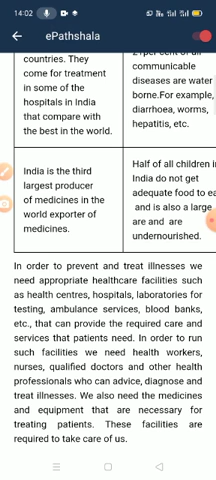 14:02
ePathshala
countries. They
come for treatment
in some of the
hospitals in India
that compare with
the best in the world.
21per cent of all
communicable
diseases are water
borne.For example,
diarrhoea, worms,
hepatitis, etc.
India is the third
largest producer
of medicines in the
world exporter of
medicines.
Half of all children in
India do not get
adequate food to ea
and is also a large
are and are
undernourished.
In order to prevent and treat illnesses we
need appropriate healthcare facilities such
as health centres, hospitals, laboratories for
testing, ambulance services, blood banks,
etc., that can provide the required care and
services that patients need. In order to run
such facilities we need health workers,
nurses, qualified doctors and other health
professionals who can advice, diagnose and
treat illnesses. We also need the medicines
and equipment that are necessary for
treating patients. These facilities are
required to take care of us.